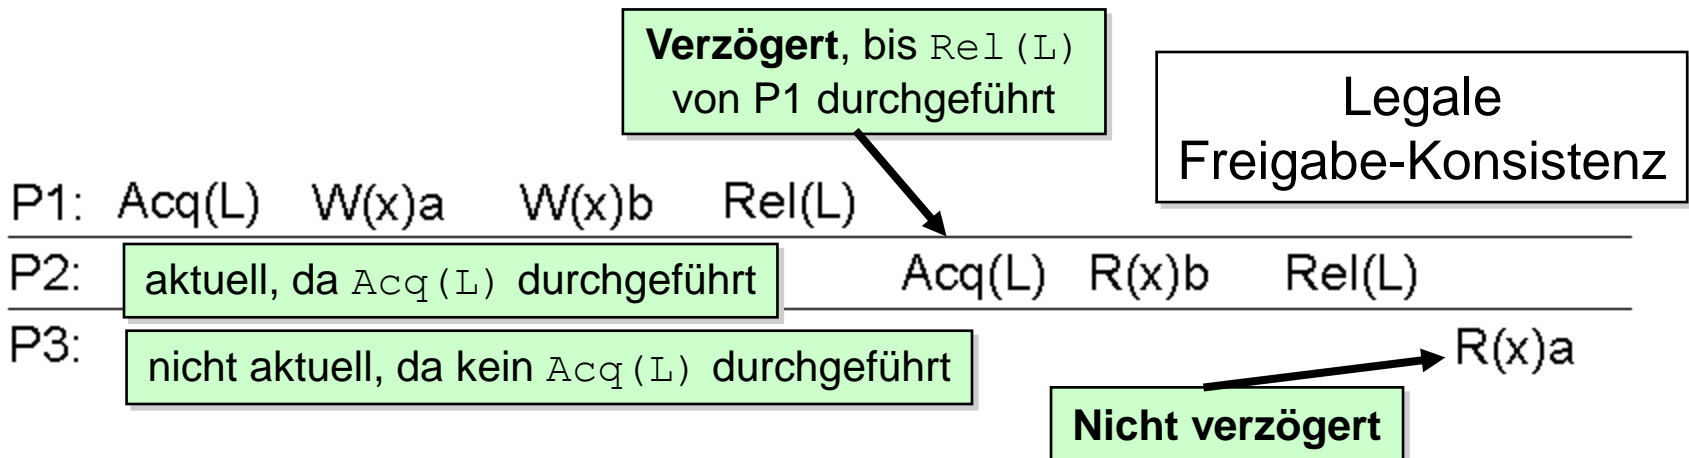 Verzögert, bis Rel(L)
von P1 durchgeführt
Legale
Freigabe-Konsistenz
P1: Acq(L) W(x)a W(x)b Rel(L)
P2: aktuell, da Acq(L) durchgeführt Acq(L) R(x)b Rel(L)
P3: nicht aktuell, da kein Acq(L) durchgeführt R(x)a
Nicht verzögert